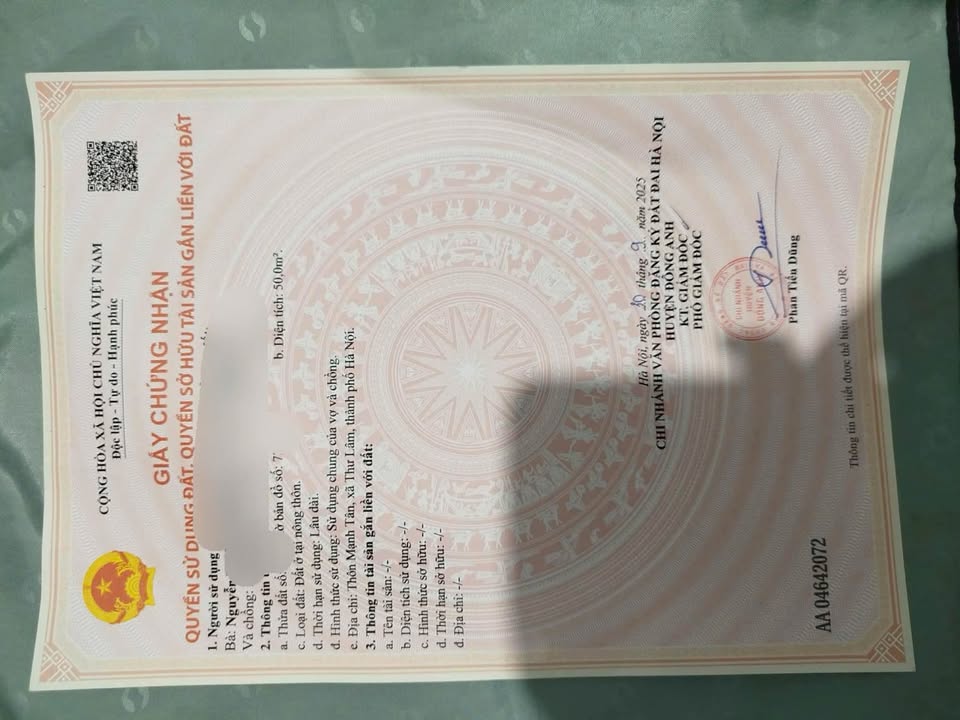 CỘNG HÒA XÃ HỘI CHỦ NGHĨA VIỆT NAM
Độc lập - Tự do - Hạnh phúc
GIẤY CHỨNG NHẬN
QUYỀN SỬ DỤNG ĐẤT, QUYỀN SỞ HỮU TÀI SẢN GẮN LIỀN VỚI ĐẤT
1. Người sử dụng
Bà: Nguyễn
Và chồng:
2. Thông tin
a. Thửa đất số: ờ bản đồ số: 7 b. Diện tích: 50,0m².
c. Loại đất: Đất ở tại nông thôn.
d. Thời hạn sử dụng: Lâu dài.
đ. Hình thức sử dụng: Sử dụng chung của vợ và chồng.
e. Địa chỉ: Thôn Mạnh Tân, xã Thư Lâm, thành phố Hà Nội.
3. Thông tin tài sản gắn liền với đất:
a. Tên tài sản: -/-
b. Diện tích sử dụng: -/-
c. Hình thức sở hữu: -/-
d. Thời hạn sở hữu: -/-
đ. Địa chỉ: -/-
Hà Nội, ngày 10 tháng 9 năm 2025
CHI NHÁNH VĂN PHÒNG ĐĂNG KÝ ĐẤT ĐAI HÀ NỘI
HUYỆN ĐÔNG ANH
KT. GIÁM ĐỐC
PHÓ GIÁM ĐỐC
CHI NHÁNH
HUYỆN
ĐÔNG ANH
Phan Tiến Dũng
AA 04642072
Thông tin chi tiết được thể hiện tại mã QR.